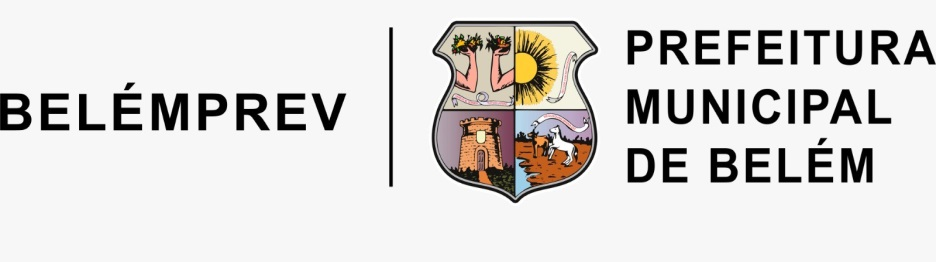 BELÉMPREV
PREFEITURA
MUNICIPAL
DE BELÉM